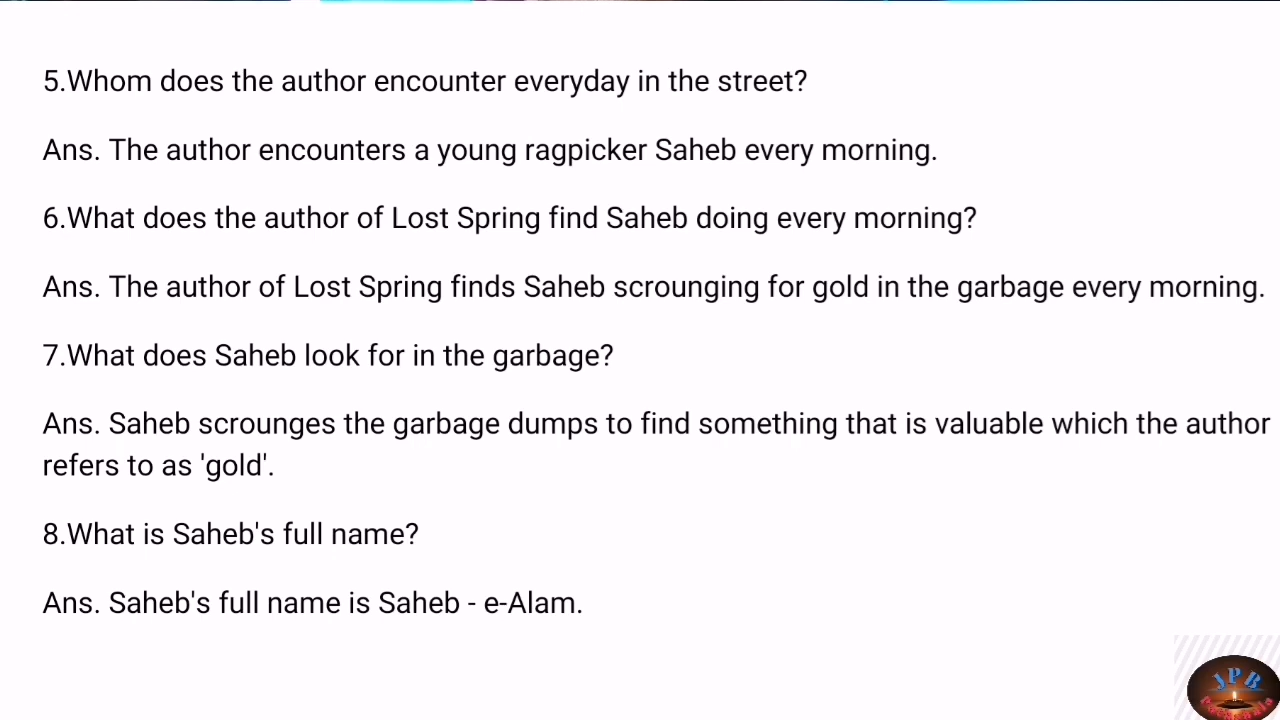 5.Whom does the author encounter everyday in the street?
Ans. The author encounters a young ragpicker Saheb every morning.
6.What does the author of Lost Spring find Saheb doing every morning?
Ans. The author of Lost Spring finds Saheb scrounging for gold in the garbage every morning.
7.What does Saheb look for in the garbage?
Ans. Saheb scrounges the garbage dumps to find something that is valuable which the author
refers to as 'gold'.
8.What is Saheb's full name?
Ans. Saheb's full name is Saheb - e-Alam.
JPB